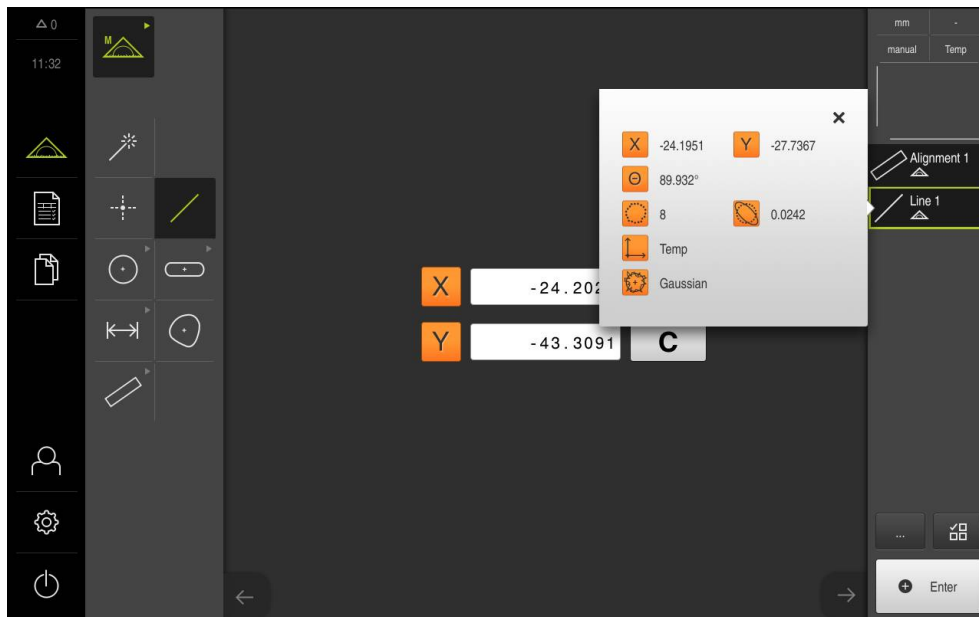 0
11:32
M
mm
-
manual
Temp
X -24.1951 Y -27.7367
Θ 89.932°
8 0.0242
Temp
Gaussian
Alignment 1
Line 1
X -24.202
Y -43.3091 C
...
Enter